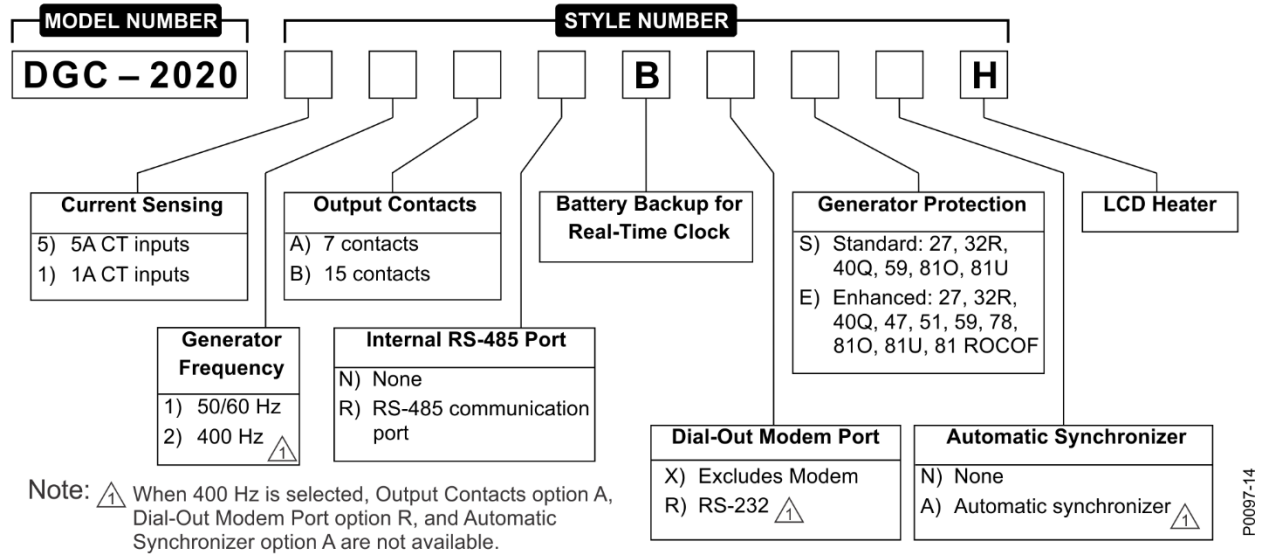 MODEL NUMBER
STYLE NUMBER
DGC – 2020
B
H
Current Sensing
5) 5A CT inputs
1) 1A CT inputs
Output Contacts
A) 7 contacts
B) 15 contacts
Battery Backup for
Real-Time Clock
Generator Protection
S) Standard: 27, 32R,
40Q, 59, 81O, 81U
E) Enhanced: 27, 32R,
40Q, 47, 51, 59, 78,
81O, 81U, 81 ROCOF
LCD Heater
Generator
Frequency
1) 50/60 Hz
2) 400 Hz 1
Internal RS-485 Port
N) None
R) RS-485 communication
port
Dial-Out Modem Port
X) Excludes Modem
R) RS-232 1
Automatic Synchronizer
N) None
A) Automatic synchronizer 1
Note: 1 When 400 Hz is selected, Output Contacts option A,
Dial-Out Modem Port option R, and Automatic
Synchronizer option A are not available.
P0097-14